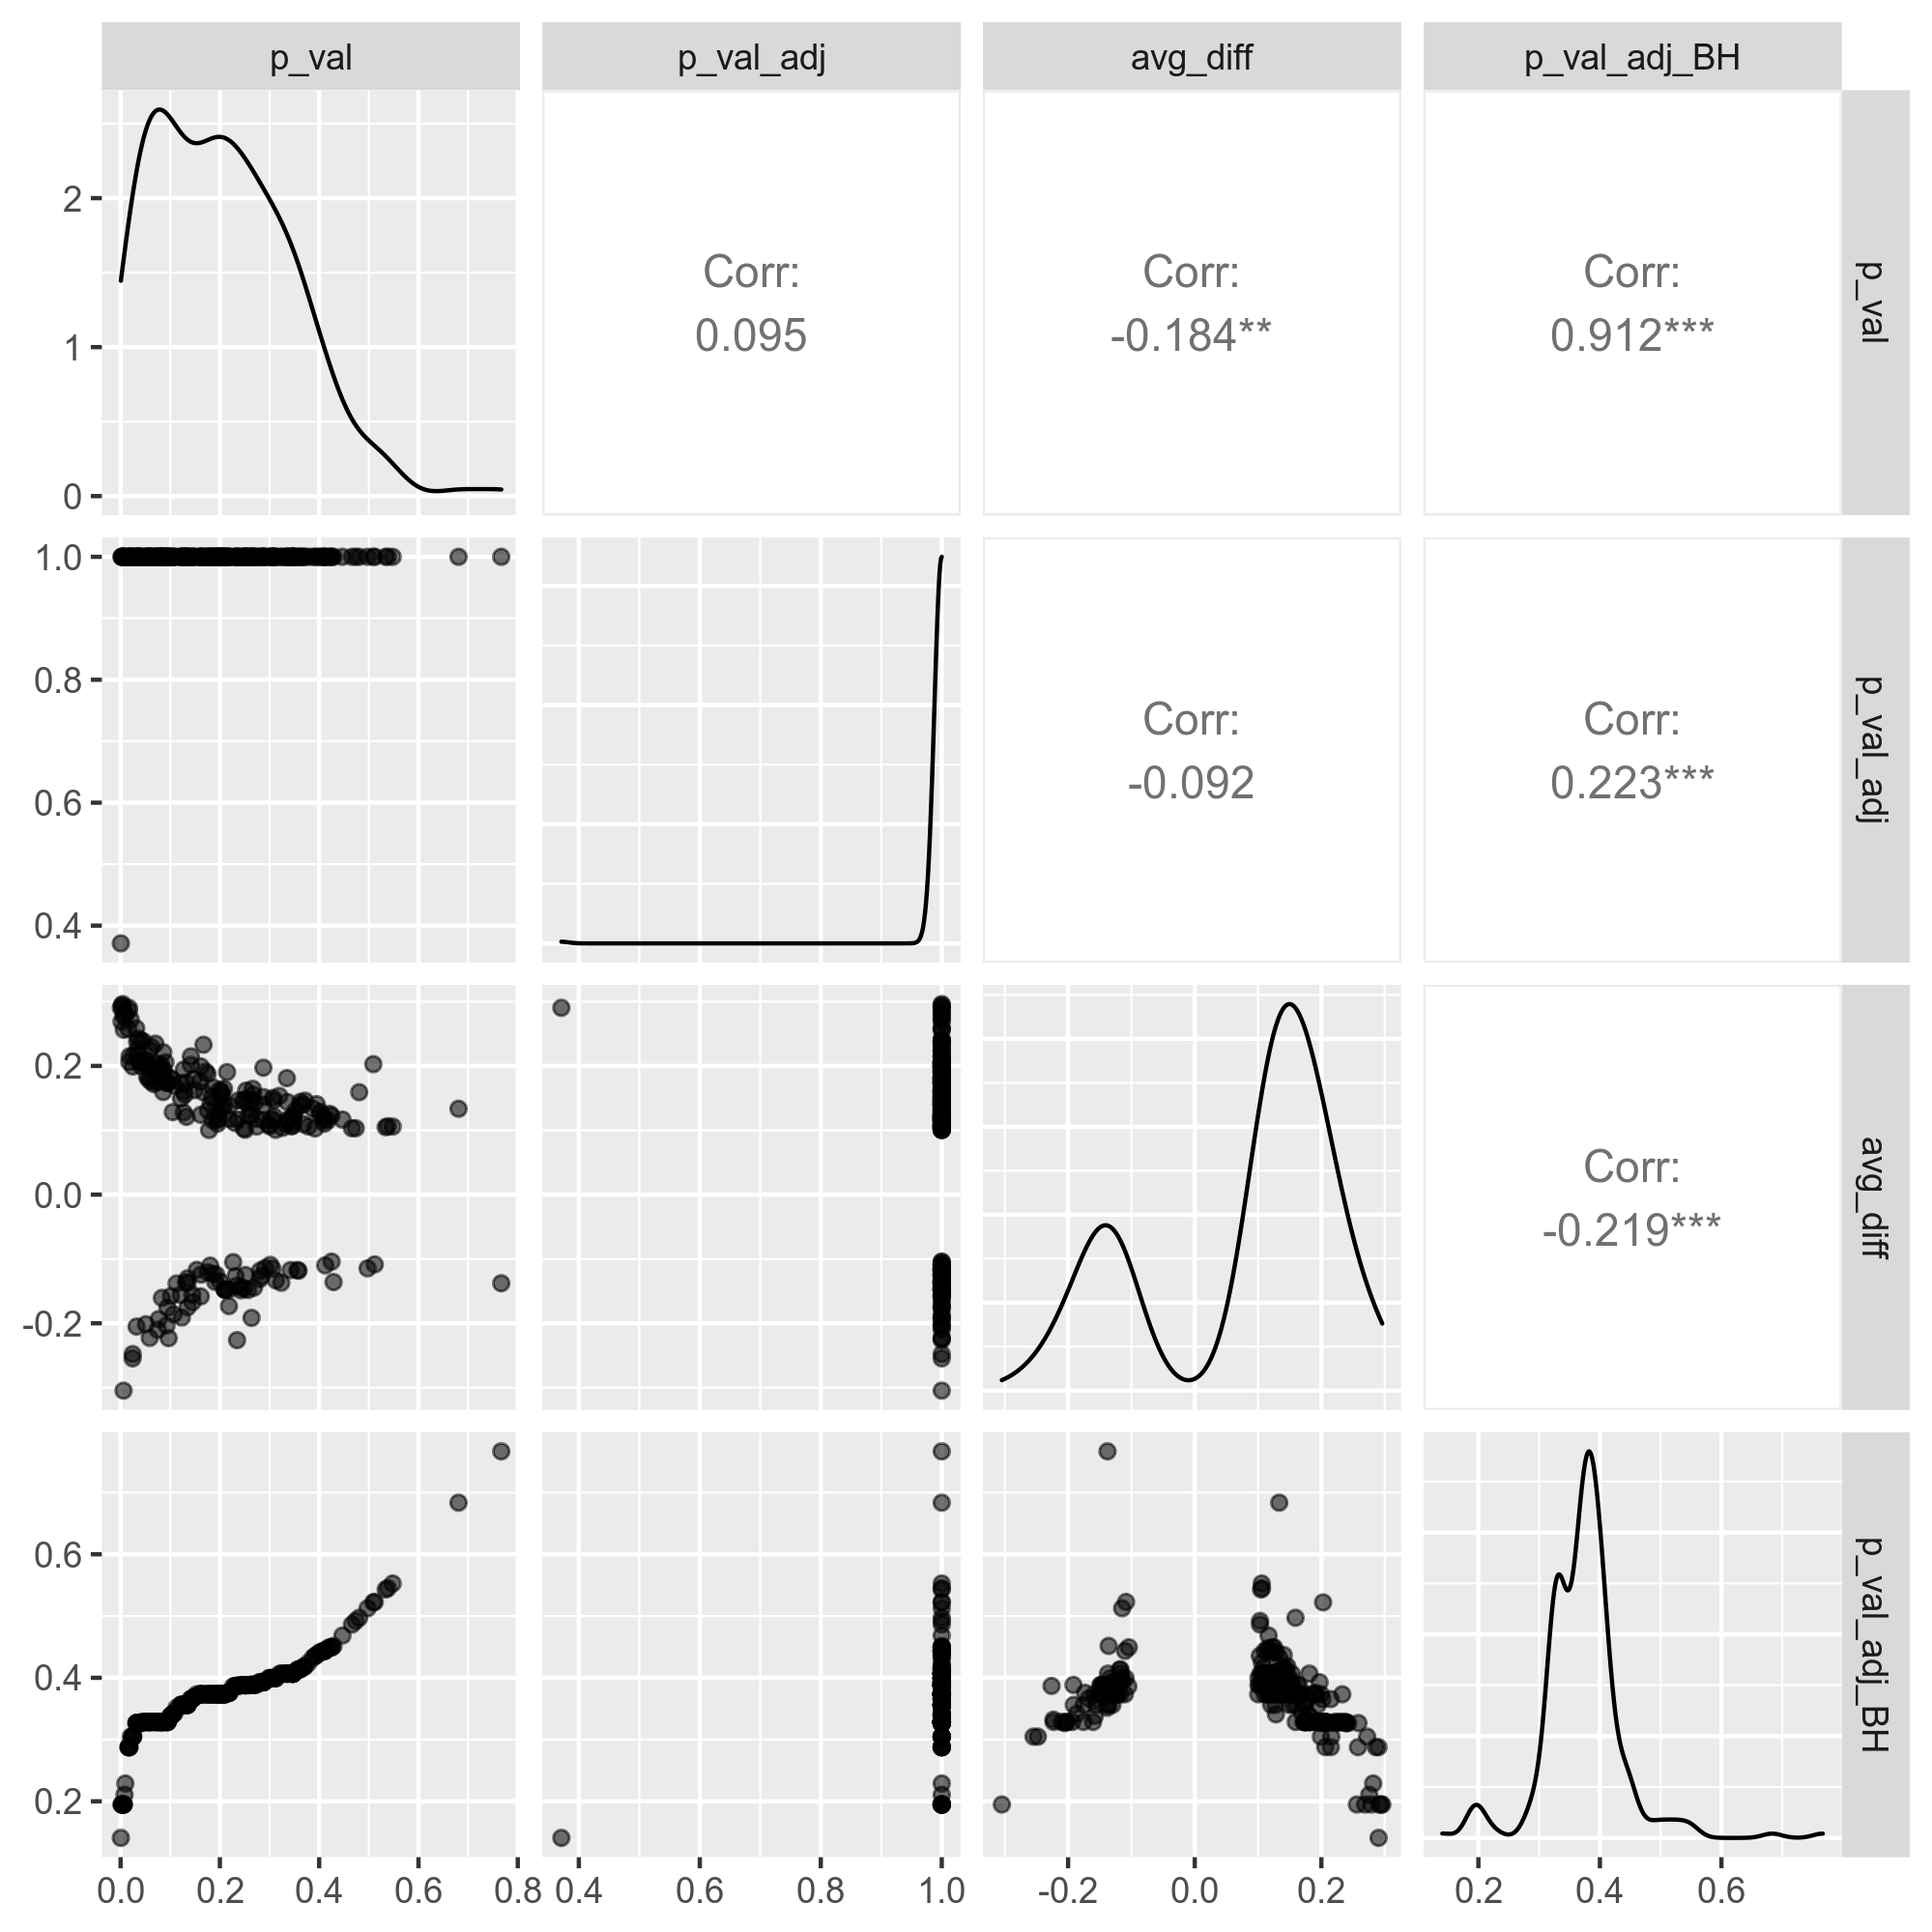 p_val p_val_adj avg_diff p_val_adj_BH
2
1
0
Corr:
0.095
Corr:
-0.184**
Corr:
0.912***
p_val
1.0
0.8
0.6
0.4
Corr:
-0.092
Corr:
0.223***
p_val_adj
0.2
0.0
-0.2
Corr:
-0.219***
avg_diff
0.6
0.4
0.2
p_val_adj_BH
0.0 0.2 0.4 0.6 0.8 0.4 0.6 0.8 1.0 -0.2 0.0 0.2 0.2 0.4 0.6